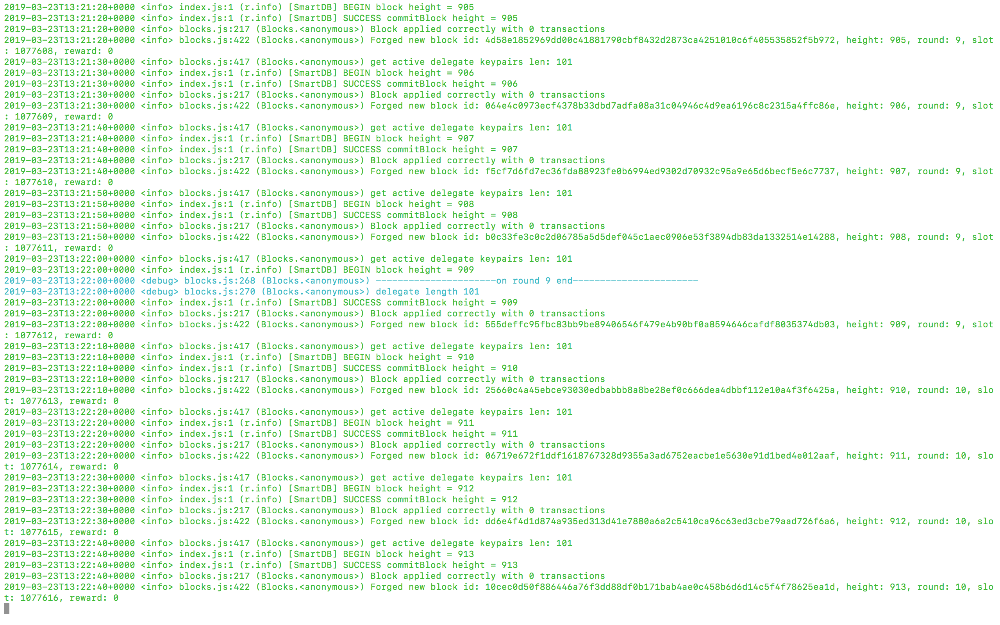 2019-03-23T13:21:20+0000 <info> index.js:1 (r.info) [SmartDB] BEGIN block height = 905
2019-03-23T13:21:20+0000 <info> index.js:1 (r.info) [SmartDB] SUCCESS commitBlock height = 905
2019-03-23T13:21:20+0000 <info> blocks.js:217 (Blocks.<anonymous>) Block applied correctly with 0 transactions
2019-03-23T13:21:20+0000 <info> blocks.js:422 (Blocks.<anonymous>) Forged new block id: 4d58e1852969dd00c41881790cbf8432d2873ca4251010c6f405535852f5b972, height: 905, round: 9, slot
: 1077608, reward: 0
2019-03-23T13:21:30+0000 <info> blocks.js:417 (Blocks.<anonymous>) get active delegate keypairs len: 101
2019-03-23T13:21:30+0000 <info> index.js:1 (r.info) [SmartDB] BEGIN block height = 906
2019-03-23T13:21:30+0000 <info> index.js:1 (r.info) [SmartDB] SUCCESS commitBlock height = 906
2019-03-23T13:21:30+0000 <info> blocks.js:217 (Blocks.<anonymous>) Block applied correctly with 0 transactions
2019-03-23T13:21:30+0000 <info> blocks.js:422 (Blocks.<anonymous>) Forged new block id: 064e4c0973ecf4378b33dbd7adfa08a31c04946c4d9ea6196c8c2315a4ffc86e, height: 906, round: 9, slot
: 1077609, reward: 0
2019-03-23T13:21:40+0000 <info> blocks.js:417 (Blocks.<anonymous>) get active delegate keypairs len: 101
2019-03-23T13:21:40+0000 <info> index.js:1 (r.info) [SmartDB] BEGIN block height = 907
2019-03-23T13:21:40+0000 <info> index.js:1 (r.info) [SmartDB] SUCCESS commitBlock height = 907
2019-03-23T13:21:40+0000 <info> blocks.js:217 (Blocks.<anonymous>) Block applied correctly with 0 transactions
2019-03-23T13:21:40+0000 <info> blocks.js:422 (Blocks.<anonymous>) Forged new block id: f5cf7d6fd7ec36fda88923fe0b6994ed9302d70932c95a9e65d6becf5e6c7737, height: 907, round: 9, slot
: 1077610, reward: 0
2019-03-23T13:21:50+0000 <info> blocks.js:417 (Blocks.<anonymous>) get active delegate keypairs len: 101
2019-03-23T13:21:50+0000 <info> index.js:1 (r.info) [SmartDB] BEGIN block height = 908
2019-03-23T13:21:50+0000 <info> index.js:1 (r.info) [SmartDB] SUCCESS commitBlock height = 908
2019-03-23T13:21:50+0000 <info> blocks.js:217 (Blocks.<anonymous>) Block applied correctly with 0 transactions
2019-03-23T13:21:50+0000 <info> blocks.js:422 (Blocks.<anonymous>) Forged new block id: b0c33fe3c0c2d06785a5d5def045c1aec0906e53f3894db83da1332514e14288, height: 908, round: 9, slot
: 1077611, reward: 0
2019-03-23T13:22:00+0000 <info> blocks.js:417 (Blocks.<anonymous>) get active delegate keypairs len: 101
2019-03-23T13:22:00+0000 <info> index.js:1 (r.info) [SmartDB] BEGIN block height = 909
2019-03-23T13:22:00+0000 <debug> blocks.js:268 (Blocks.<anonymous>) ----------------------on round 9 end-----------------------
2019-03-23T13:22:00+0000 <debug> blocks.js:270 (Blocks.<anonymous>) delegate length 101
2019-03-23T13:22:00+0000 <info> index.js:1 (r.info) [SmartDB] SUCCESS commitBlock height = 909
2019-03-23T13:22:00+0000 <info> blocks.js:217 (Blocks.<anonymous>) Block applied correctly with 0 transactions
2019-03-23T13:22:00+0000 <info> blocks.js:422 (Blocks.<anonymous>) Forged new block id: 555deffc95fbc83bb9be89406546f479e4b90bf0a8594646cafdf8035374db03, height: 909, round: 9, slot
: 1077612, reward: 0
2019-03-23T13:22:10+0000 <info> blocks.js:417 (Blocks.<anonymous>) get active delegate keypairs len: 101
2019-03-23T13:22:10+0000 <info> index.js:1 (r.info) [SmartDB] BEGIN block height = 910
2019-03-23T13:22:10+0000 <info> index.js:1 (r.info) [SmartDB] SUCCESS commitBlock height = 910
2019-03-23T13:22:10+0000 <info> blocks.js:217 (Blocks.<anonymous>) Block applied correctly with 0 transactions
2019-03-23T13:22:10+0000 <info> blocks.js:422 (Blocks.<anonymous>) Forged new block id: 25660c4a45ebce93030edbabbb8a8be28ef0c666dea4dbbf112e10a4f3f6425a, height: 910, round: 10, slo
t: 1077613, reward: 0
2019-03-23T13:22:20+0000 <info> blocks.js:417 (Blocks.<anonymous>) get active delegate keypairs len: 101
2019-03-23T13:22:20+0000 <info> index.js:1 (r.info) [SmartDB] BEGIN block height = 911
2019-03-23T13:22:20+0000 <info> index.js:1 (r.info) [SmartDB] SUCCESS commitBlock height = 911
2019-03-23T13:22:20+0000 <info> blocks.js:217 (Blocks.<anonymous>) Block applied correctly with 0 transactions
2019-03-23T13:22:20+0000 <info> blocks.js:422 (Blocks.<anonymous>) Forged new block id: 06719e672f1ddf1618767328d9355a3ad6752eacbe1e5630e91d1bed4e012aaf, height: 911, round: 10, slo
t: 1077614, reward: 0
2019-03-23T13:22:30+0000 <info> blocks.js:417 (Blocks.<anonymous>) get active delegate keypairs len: 101
2019-03-23T13:22:30+0000 <info> index.js:1 (r.info) [SmartDB] BEGIN block height = 912
2019-03-23T13:22:30+0000 <info> index.js:1 (r.info) [SmartDB] SUCCESS commitBlock height = 912
2019-03-23T13:22:30+0000 <info> blocks.js:217 (Blocks.<anonymous>) Block applied correctly with 0 transactions
2019-03-23T13:22:30+0000 <info> blocks.js:422 (Blocks.<anonymous>) Forged new block id: dd6e4f4d1d874a935ed313d41e7880a6a2c5410ca96c63ed3cbe79aad726f6a6, height: 912, round: 10, slo
t: 1077615, reward: 0
2019-03-23T13:22:40+0000 <info> blocks.js:417 (Blocks.<anonymous>) get active delegate keypairs len: 101
2019-03-23T13:22:40+0000 <info> index.js:1 (r.info) [SmartDB] BEGIN block height = 913
2019-03-23T13:22:40+0000 <info> index.js:1 (r.info) [SmartDB] SUCCESS commitBlock height = 913
2019-03-23T13:22:40+0000 <info> blocks.js:217 (Blocks.<anonymous>) Block applied correctly with 0 transactions
2019-03-23T13:22:40+0000 <info> blocks.js:422 (Blocks.<anonymous>) Forged new block id: 10cec0d50f886446a76f3dd88df0b171bab4ae0c458b6d6d14c5f4f78625ea1d, height: 913, round: 10, slo
t: 1077616, reward: 0